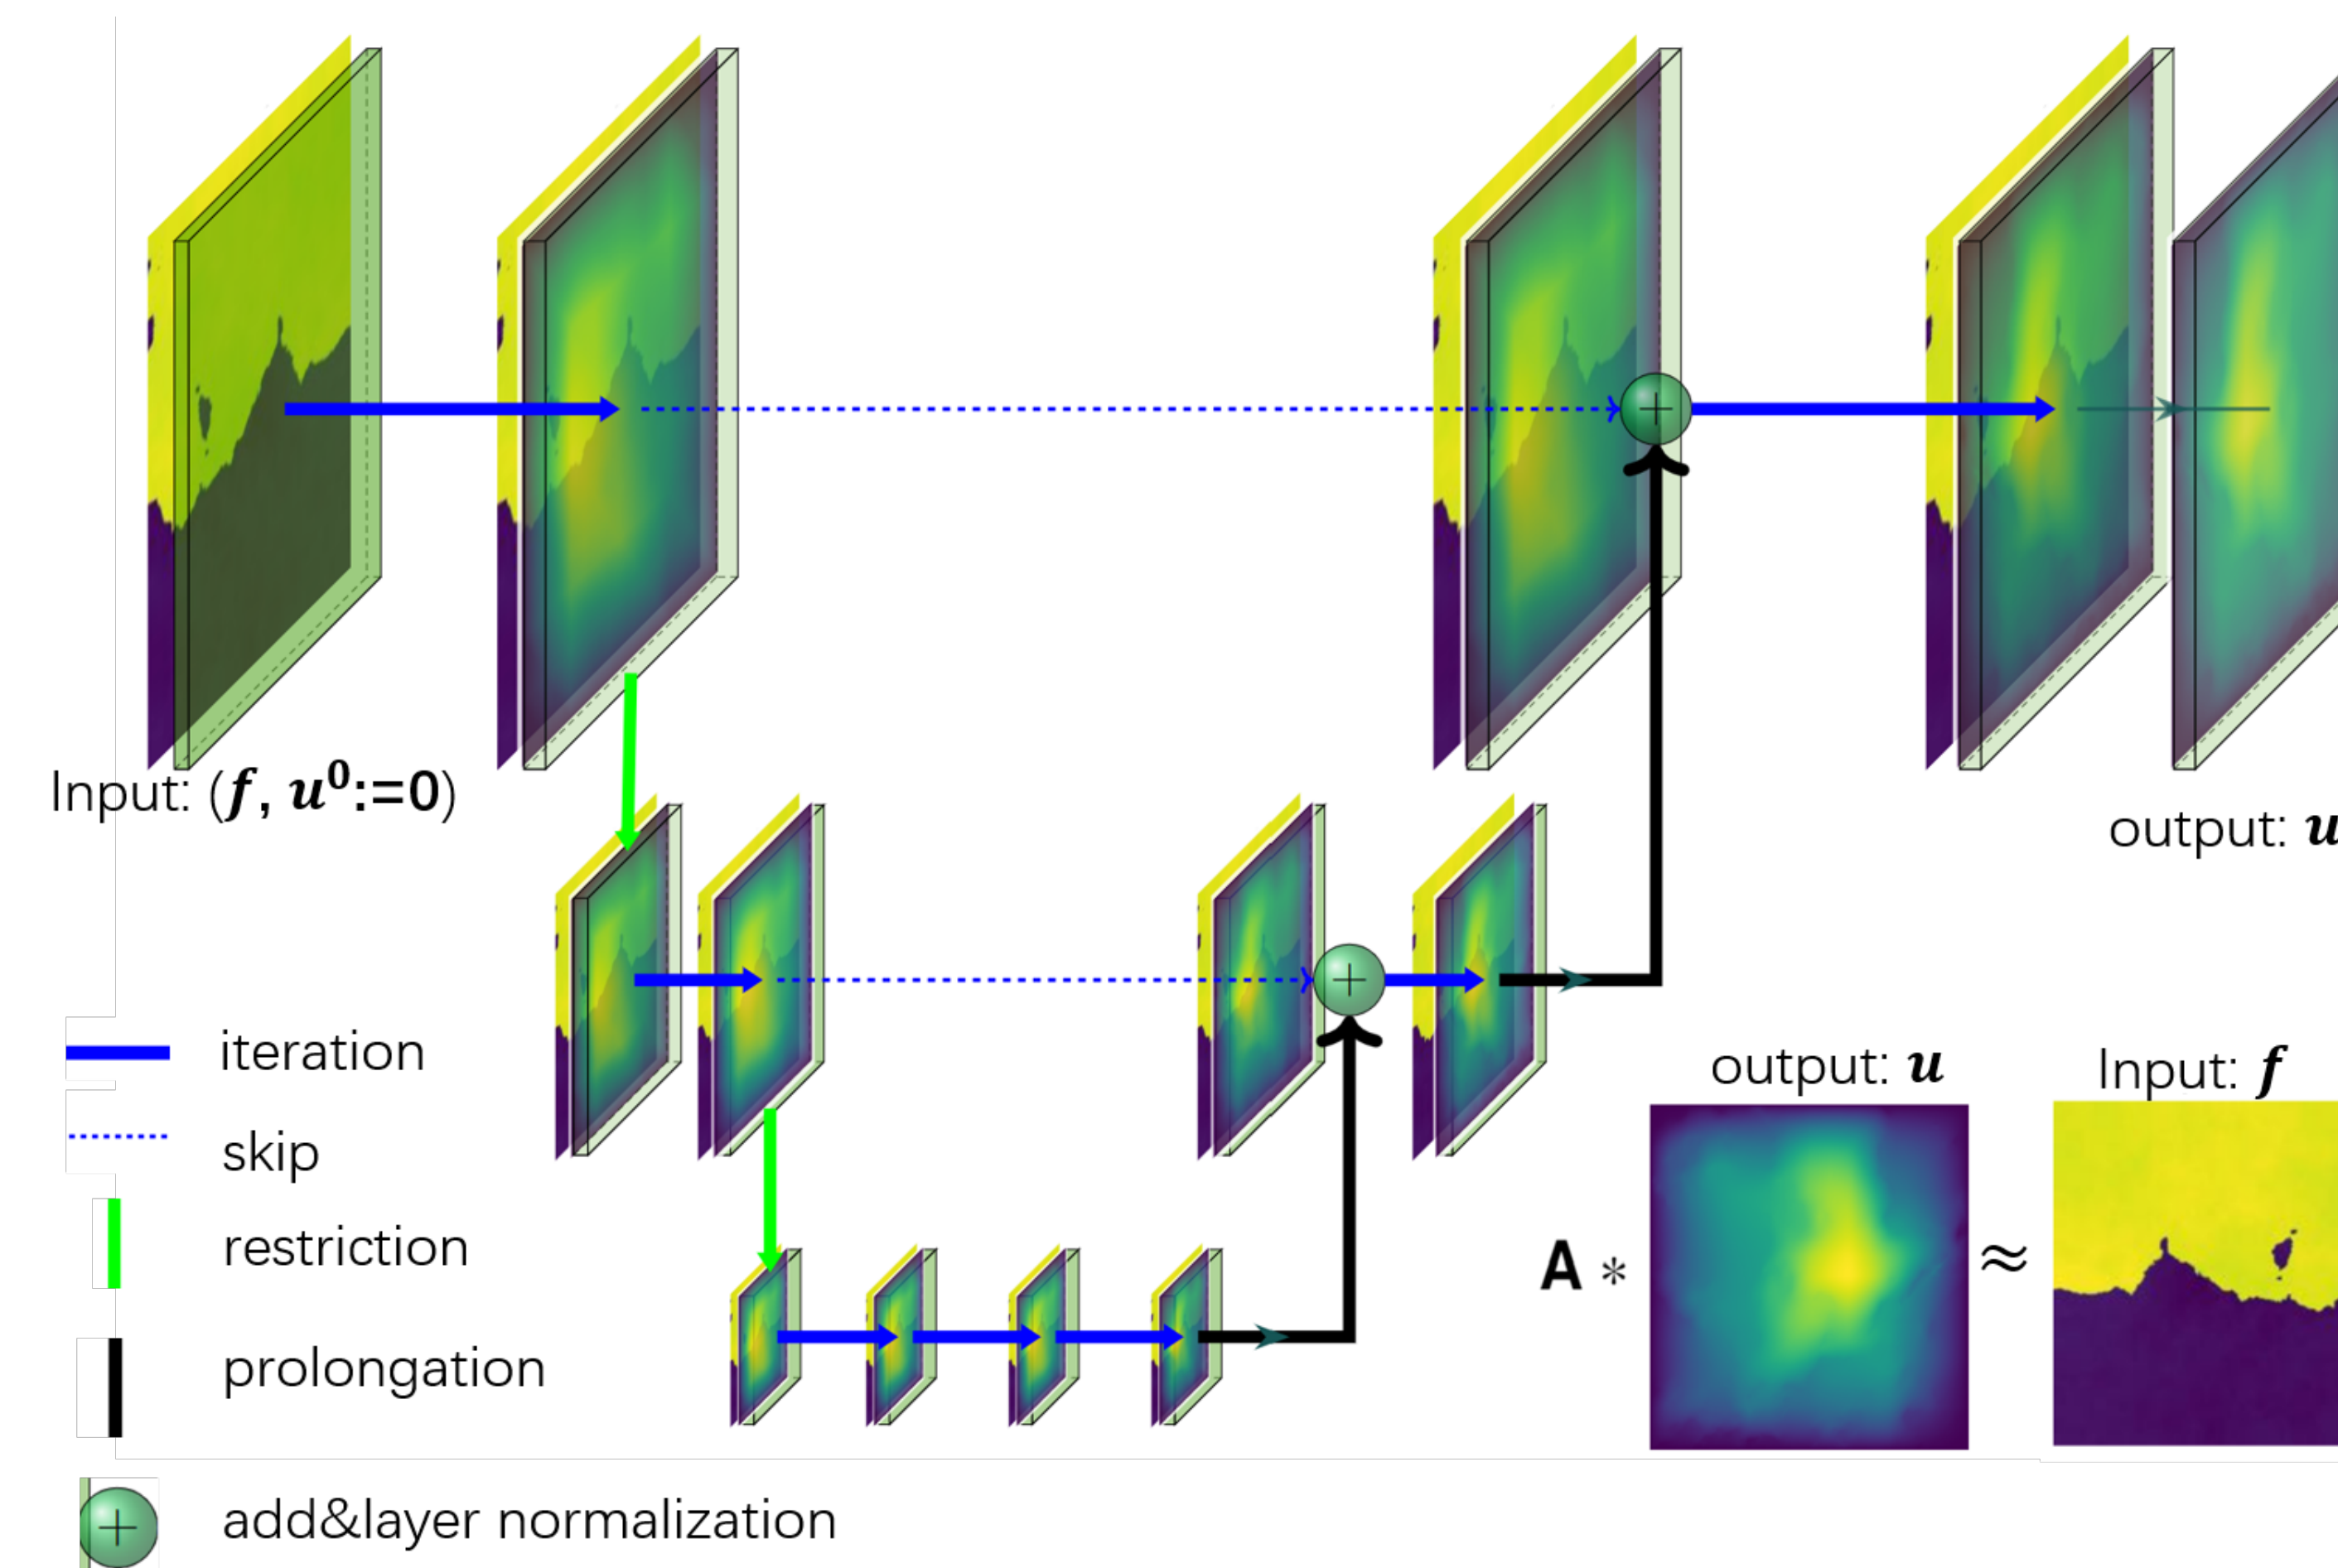 Input: (f, u⁰:=0)
output: u
iteration
skip
restriction
prolongation
add&layer normalization
output: u
Input: f
A * ≈